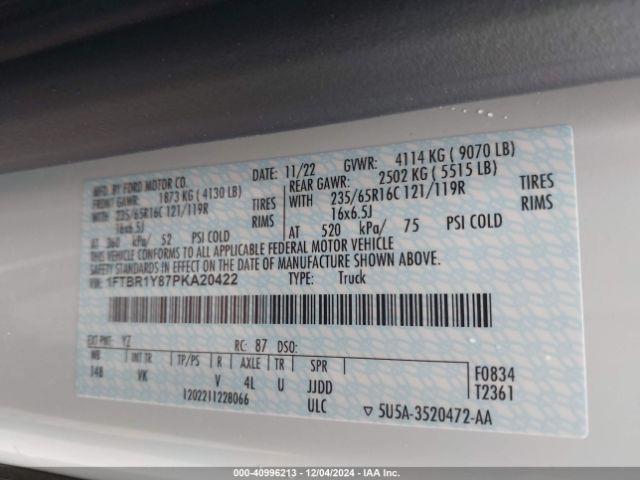 MFD. BY FORD MOTOR CO.
DATE: 11/22 GVWR: 4114 KG ( 9070 LB)
FRONT GAWR: 1873 KG ( 4130 LB)
REAR GAWR: 2502 KG ( 5515 LB)
WITH 235/65R16C 121/119R TIRES
WITH 235/65R16C 121/119R TIRES
16x6.5J RIMS
16x6.5J RIMS
AT 360 kPa/ 52 PSI COLD
AT 520 kPa/ 75 PSI COLD
THIS VEHICLE CONFORMS TO ALL APPLICABLE FEDERAL MOTOR VEHICLE
SAFETY STANDARDS IN EFFECT ON THE DATE OF MANUFACTURE SHOWN ABOVE.
VIN: 1FTBR1Y87PKA20422 TYPE: Truck
EXT PNT: YZ RC: 87 DSO:
WB INT TR TP/PS R AXLE TR SPR
148 VK V 4L U JJDD
F0834
T2361
1202211228066 ULC ▽ 5U5A-3520472-AA
000-40996213 - 12/04/2024 - IAA Inc.